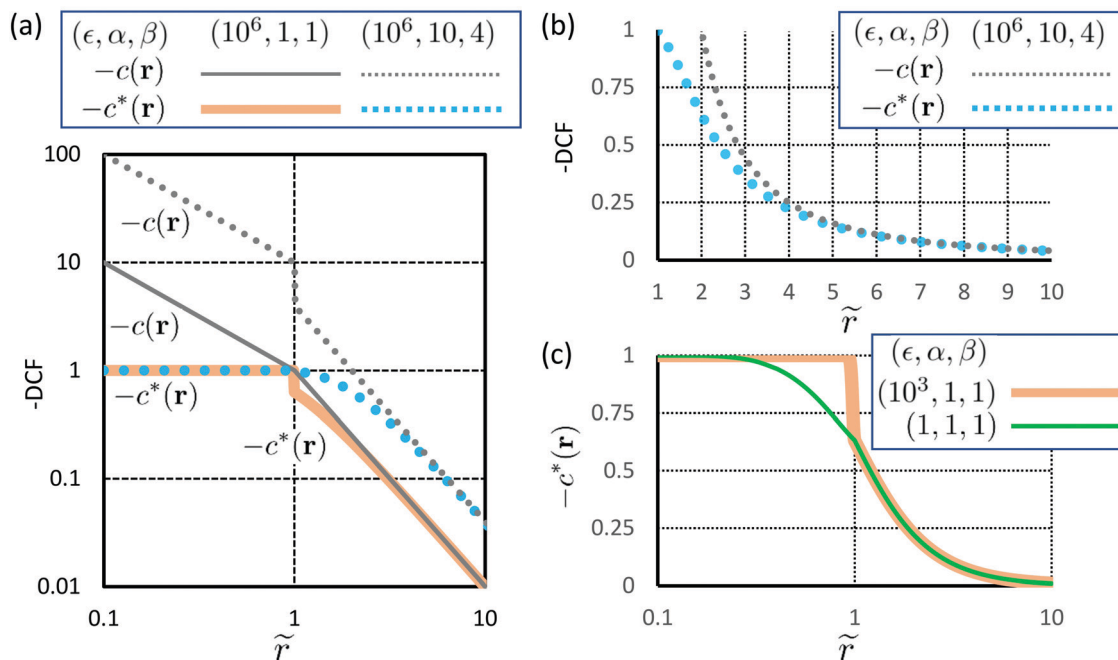 (a)
(ϵ, α, β) (10⁶, 1, 1) (10⁶, 10, 4)
−c(r)
−c*(r)
-DCF
100
10
1
0.1
0.01
−c(r)
−c(r)
−c*(r)
−c*(r)
0.1 1 10
r̃
(b)
(ϵ, α, β) (10⁶, 10, 4)
−c(r)
−c*(r)
-DCF
1
0.75
0.5
0.25
0
1 2 3 4 5 6 7 8 9 10
r̃
(c)
(ϵ, α, β)
(10³, 1, 1)
(1, 1, 1)
−c*(r)
1
0.75
0.5
0.25
0
0.1 1 10
r̃